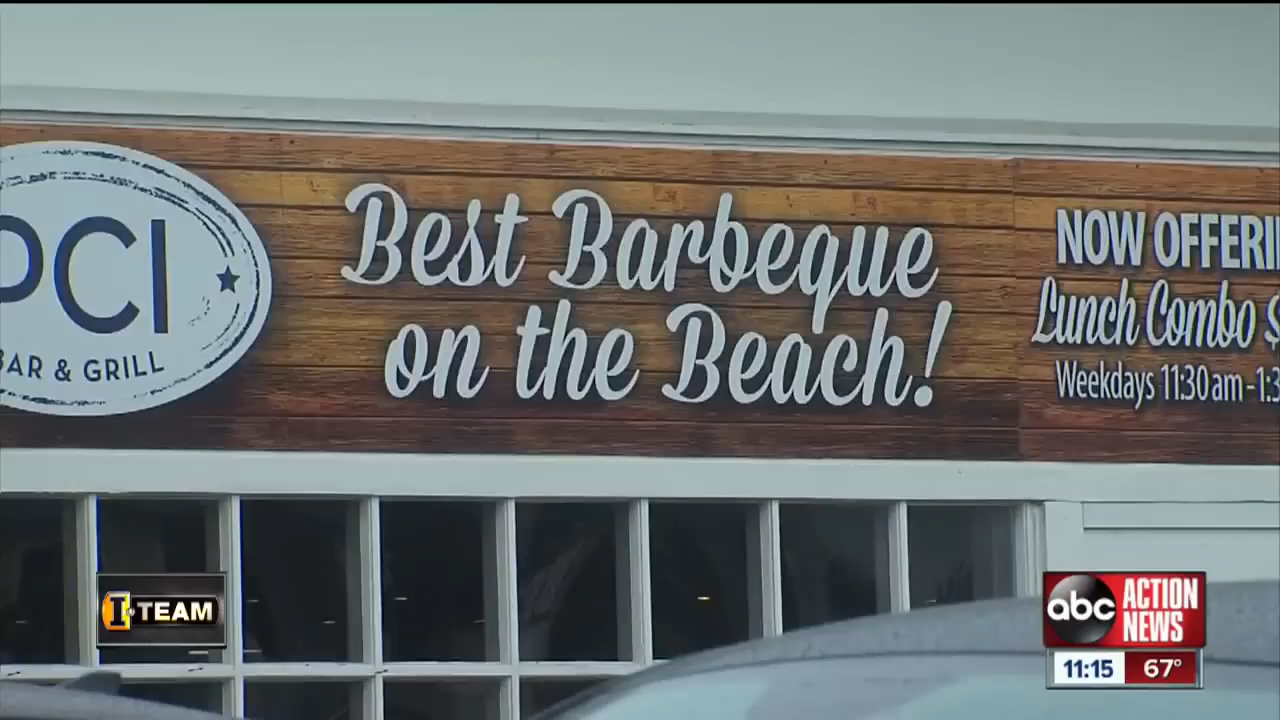 PCI
BAR & GRILL
Best Barbeque
on the Beach!
NOW OFFERI
Lunch Combo $
Weekdays 11:30 am -1:3
I-TEAM
abc ACTION
NEWS
11:15 67°